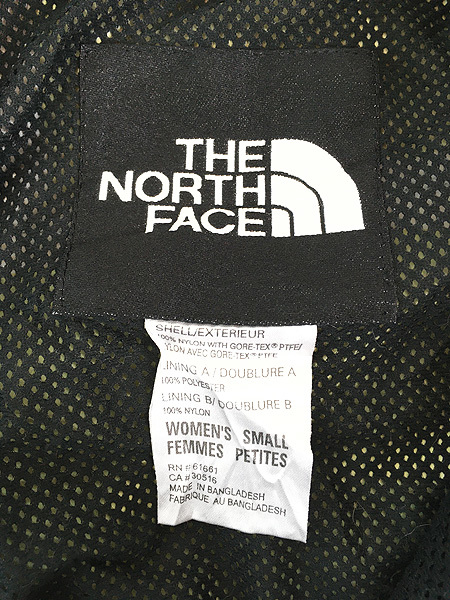 THE
NORTH
FACE
SHELL/EXTERIEUR
100% NYLON WITH GORE-TEX® PTFE/
NYLON AVEC GORE-TEX® PTFE
LINING A / DOUBLURE A
100% POLYESTER
LINING B/ DOUBLURE B
100% NYLON
WOMEN'S SMALL
FEMMES PETITES
RN # 61661
CA # 30516
MADE IN BANGLADESH
FABRIQUE AU BANGLADESH